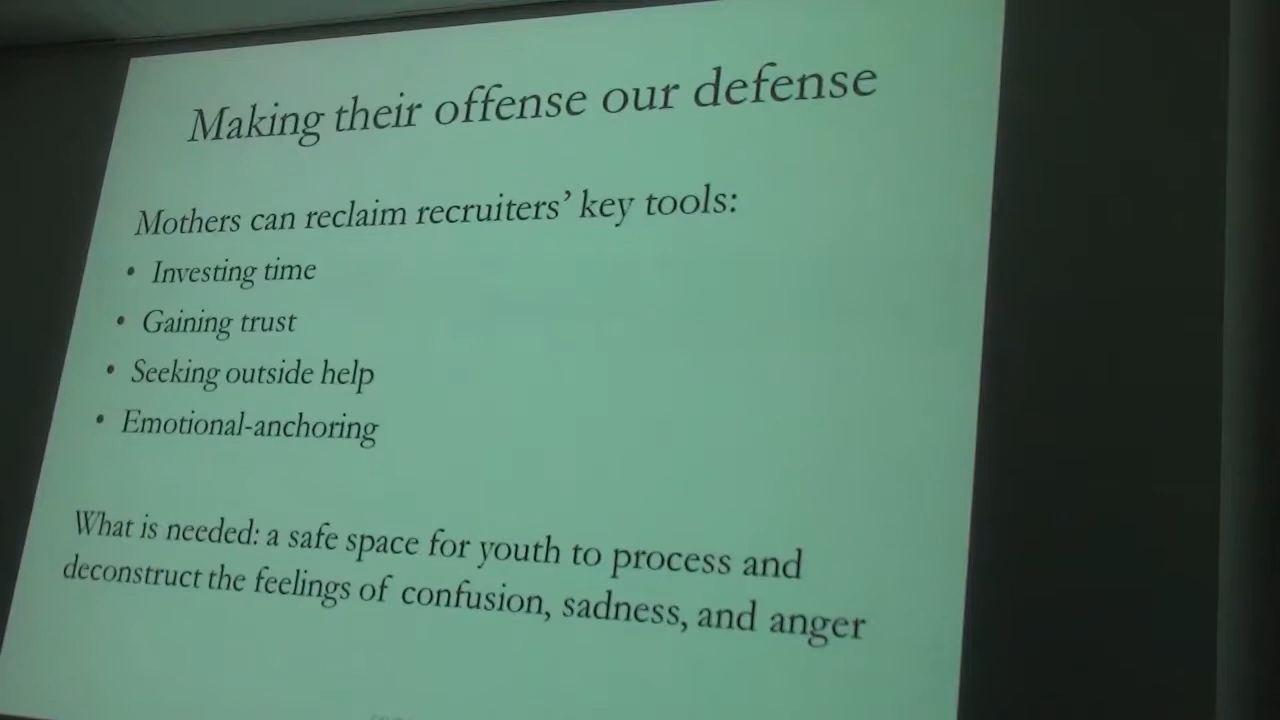 Making their offense our defense
Mothers can reclaim recruiters’ key tools:
• Investing time
• Gaining trust
• Seeking outside help
• Emotional-anchoring
What is needed: a safe space for youth to process and
deconstruct the feelings of confusion, sadness, and anger